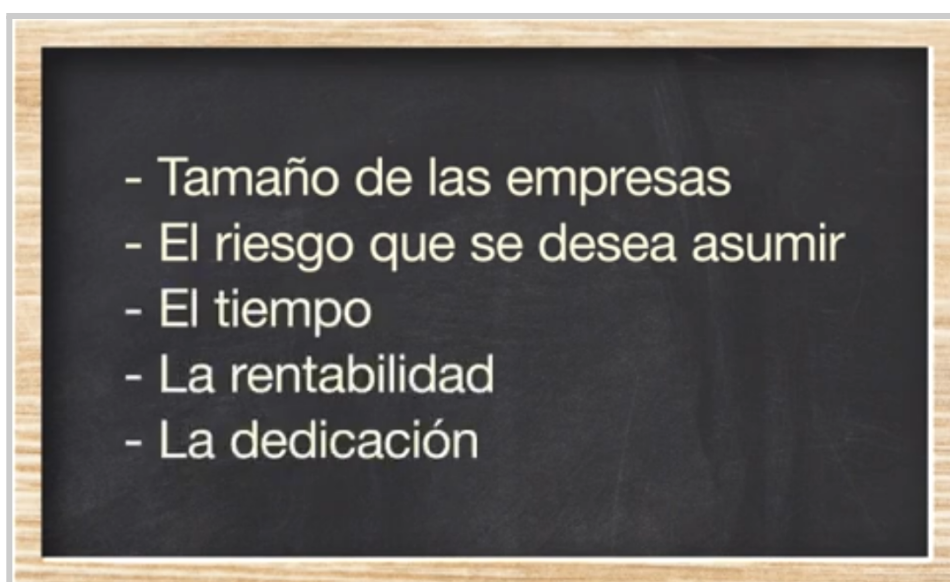 - Tamaño de las empresas
- El riesgo que se desea asumir
- El tiempo
- La rentabilidad
- La dedicación